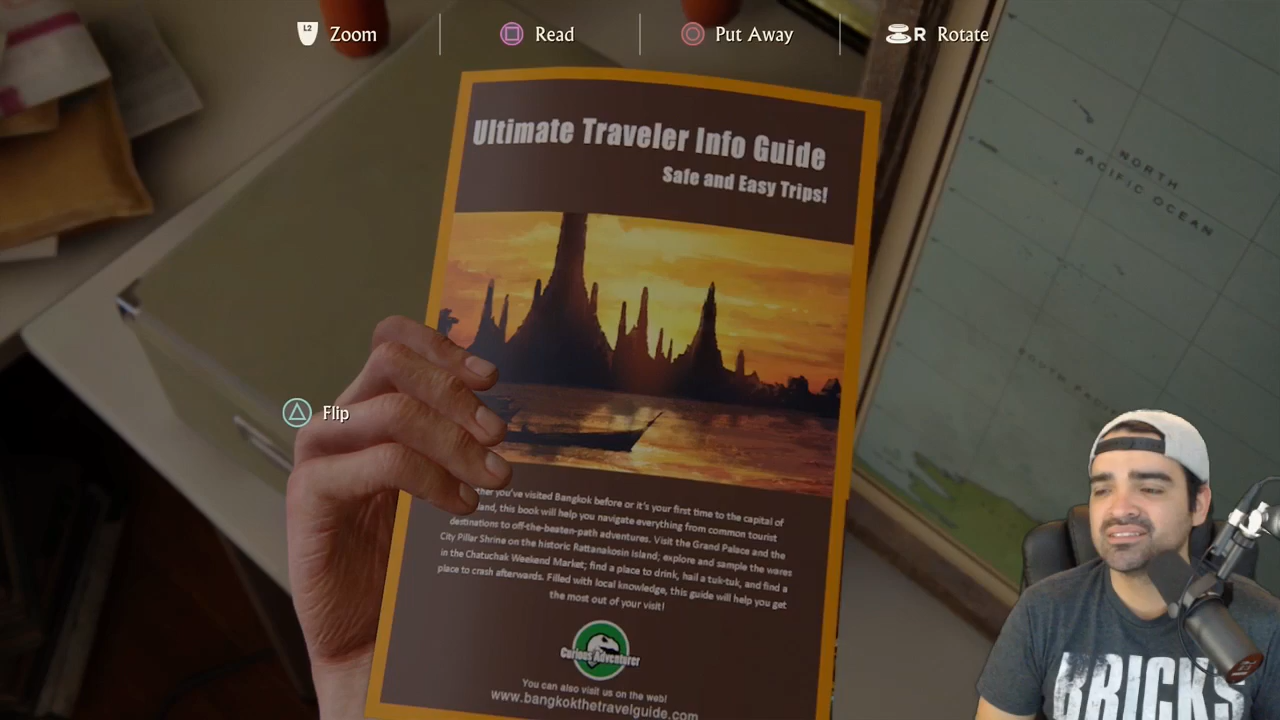 L2 Zoom
Read
Put Away
R Rotate
Ultimate Traveler Info Guide
Safe and Easy Trips!
NORTH
PACIFIC OCEAN
Flip
you've visited Bangkok before or it's your first time to the capital of
this book will help you navigate everything from common tourist
destinations to off-the-beaten-path adventures. Visit the Grand Palace and the
City Pillar Shrine on the historic Rattanakosin Island; explore and sample the wares
in the Chatuchak Weekend Market; find a place to drink, hail a tuk-tuk, and find a
place to crash afterwards. Filled with local knowledge, this guide will help you get
the most out of your visit!
Curious Adventurer
You can also visit us on the web!
www.bangkokthetravelguide.com
BRICKS